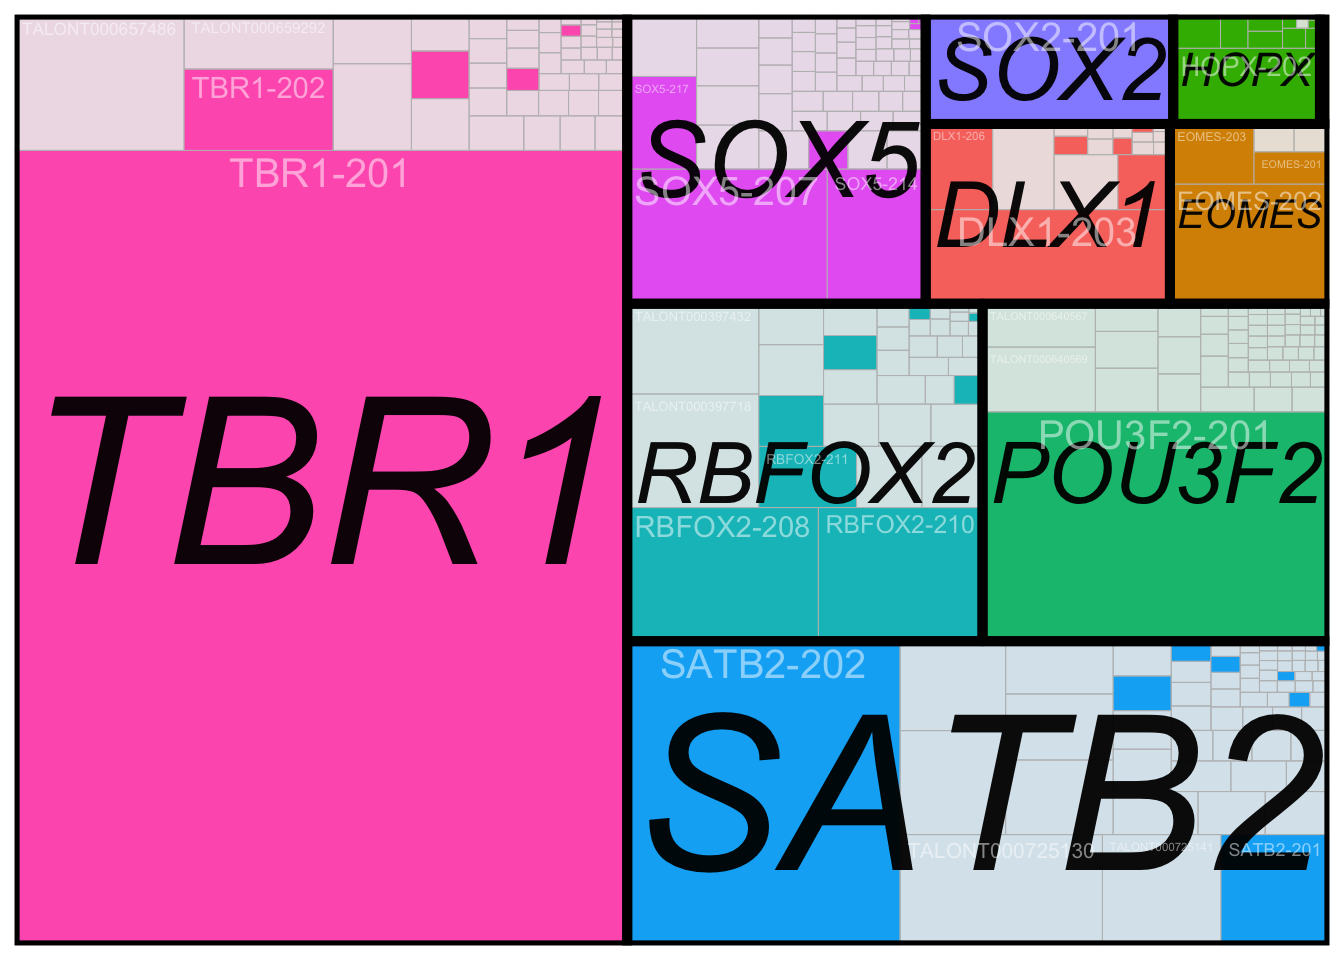 TALONT000657486
TALONT000659292
TBR1-202
TBR1-201
TBR1
SOX5-217
SOX5
SOX5-207
SOX5-214
SOX2-201
SOX2
HOPX
HOPX-202
DLX1-206
DLX1
DLX1-203
EOMES-203
EOMES-201
EOMES-202
EOMES
TALONT000397432
TALONT000397718
RBFOX2-211
RBFOX2
RBFOX2-208
RBFOX2-210
TALONT000640567
TALONT000640569
POU3F2-201
POU3F2
SATB2-202
SATB2
TALONT000725130
TALONT000725141
SATB2-201